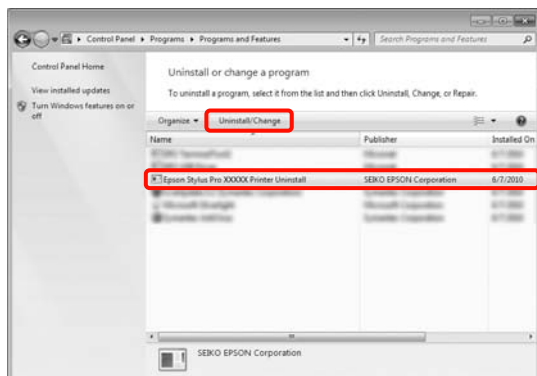 Control Panel ▸ Programs ▸ Programs and Features
Search Programs and Features
Control Panel Home
View installed updates
Turn Windows features on or off
Uninstall or change a program
To uninstall a program, select it from the list and then click Uninstall, Change, or Repair.
Organize
Uninstall/Change
Name Publisher Installed On
Epson Stylus Pro XXXXX Printer Uninstall SEIKO EPSON Corporation 6/7/2010
SEIKO EPSON Corporation